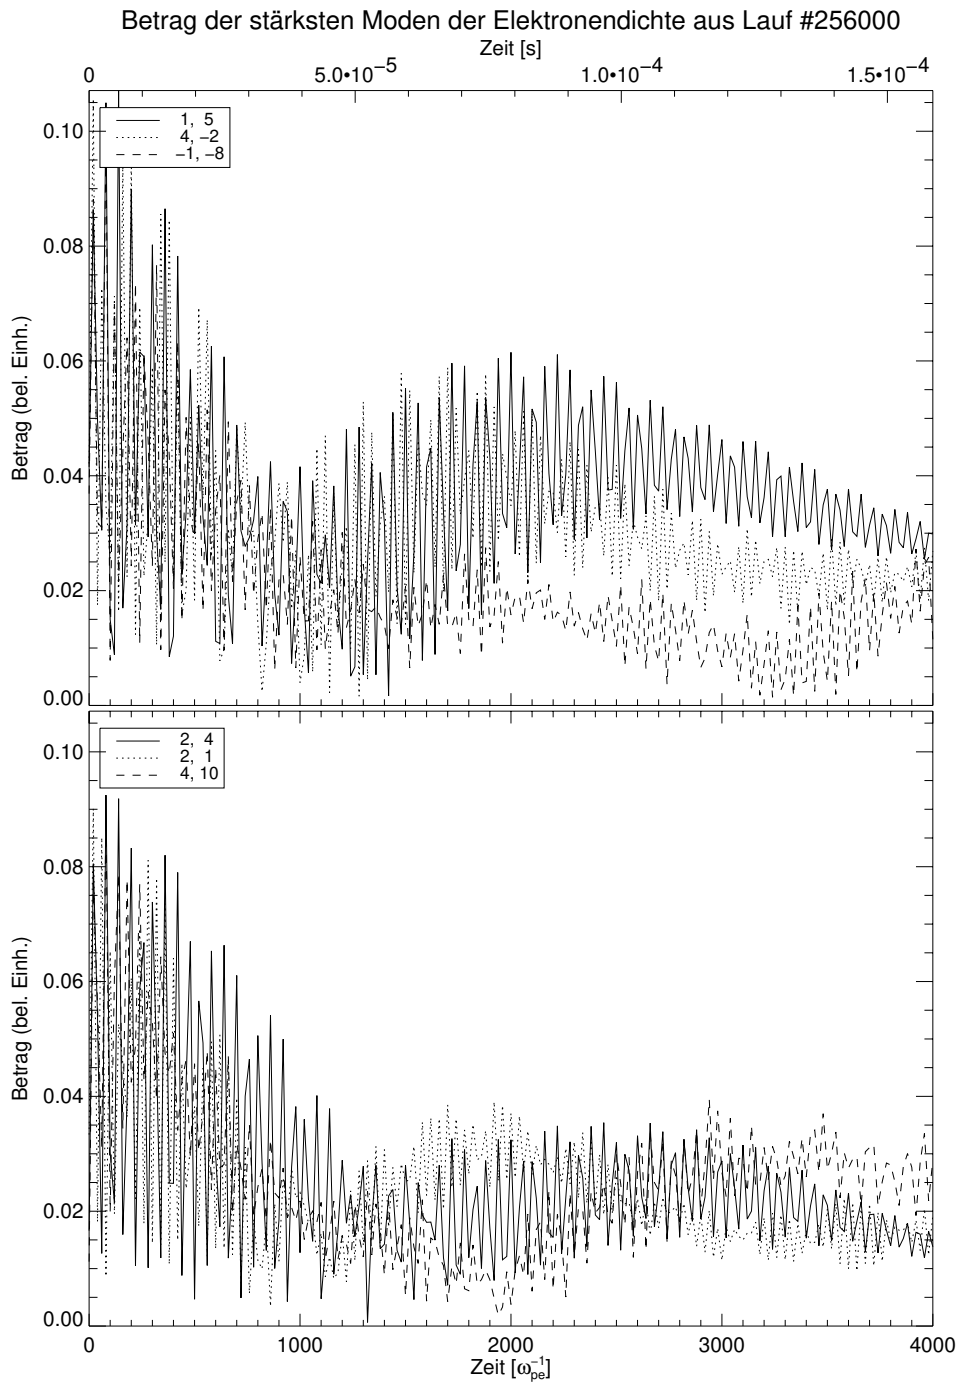 Betrag der stärksten Moden der Elektronendichte aus Lauf #256000
Zeit [s]
0 5.0•10⁻⁵ 1.0•10⁻⁴ 1.5•10⁻⁴
1, 5
4, −2
−1, −8
0.10
0.08
0.06
0.04
0.02
0.00
Betrag (bel. Einh.)
2, 4
2, 1
4, 10
0.10
0.08
0.06
0.04
0.02
0.00
Betrag (bel. Einh.)
0 1000 2000 3000 4000
Zeit [ωpe⁻¹]